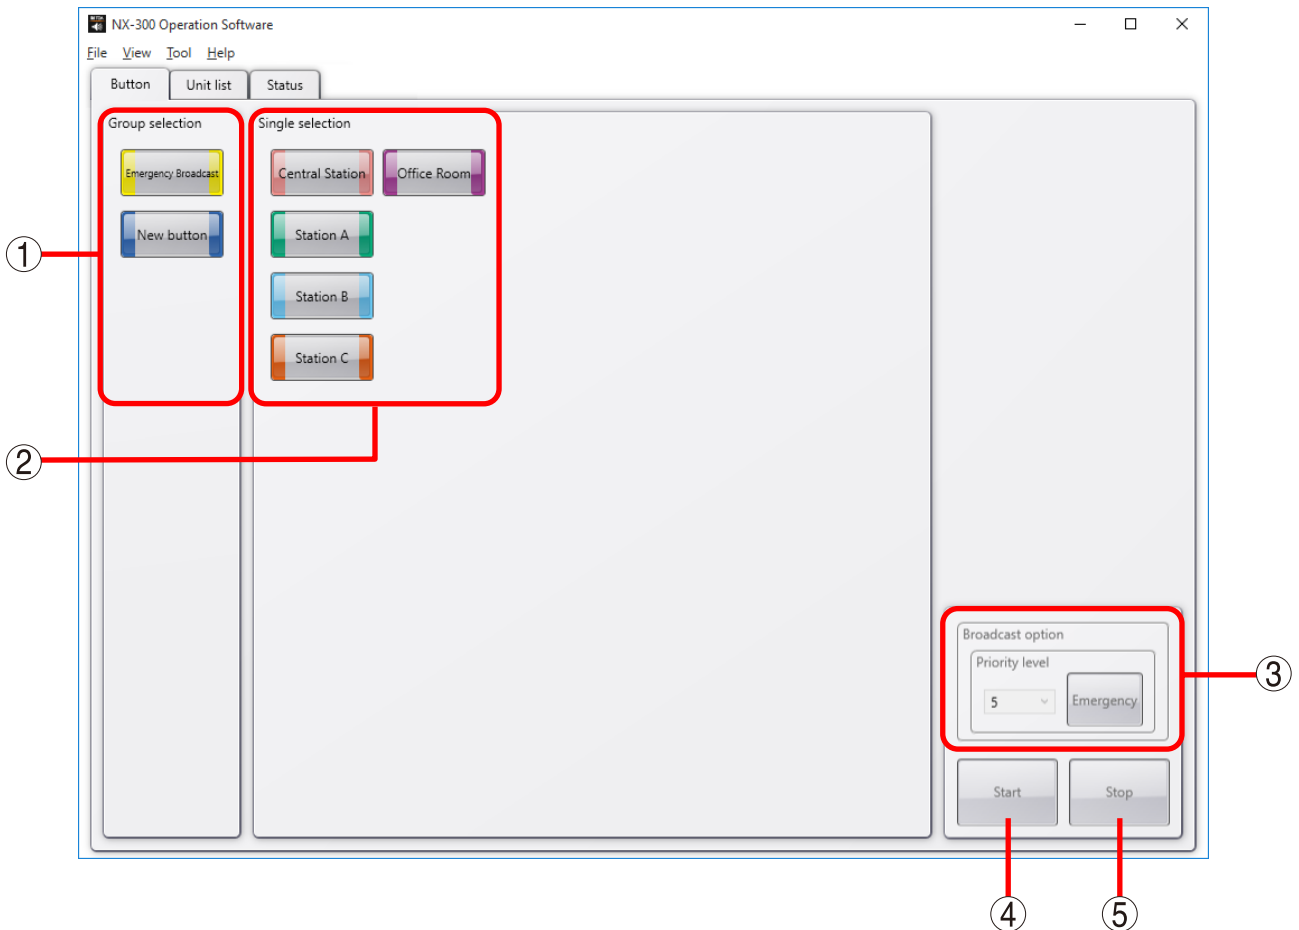 NX-300 Operation Software
File View Tool Help
Button Unit list Status
Group selection
Single selection
Emergency Broadcast
Central Station
Office Room
New button
Station A
①
Station B
Station C
②
Broadcast option
Priority level
③
5
Emergency
Start
Stop
④
⑤